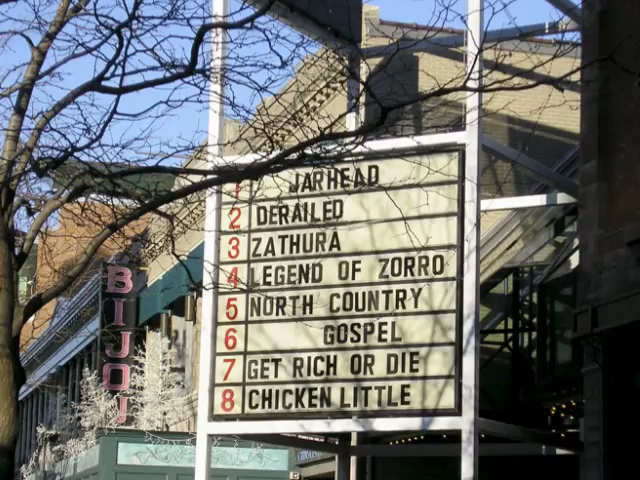 1 JARHEAD
2 DERAILED
3 ZATHURA
4 LEGEND OF ZORRO
5 NORTH COUNTRY
6 GOSPEL
7 GET RICH OR DIE
8 CHICKEN LITTLE
BIJOU